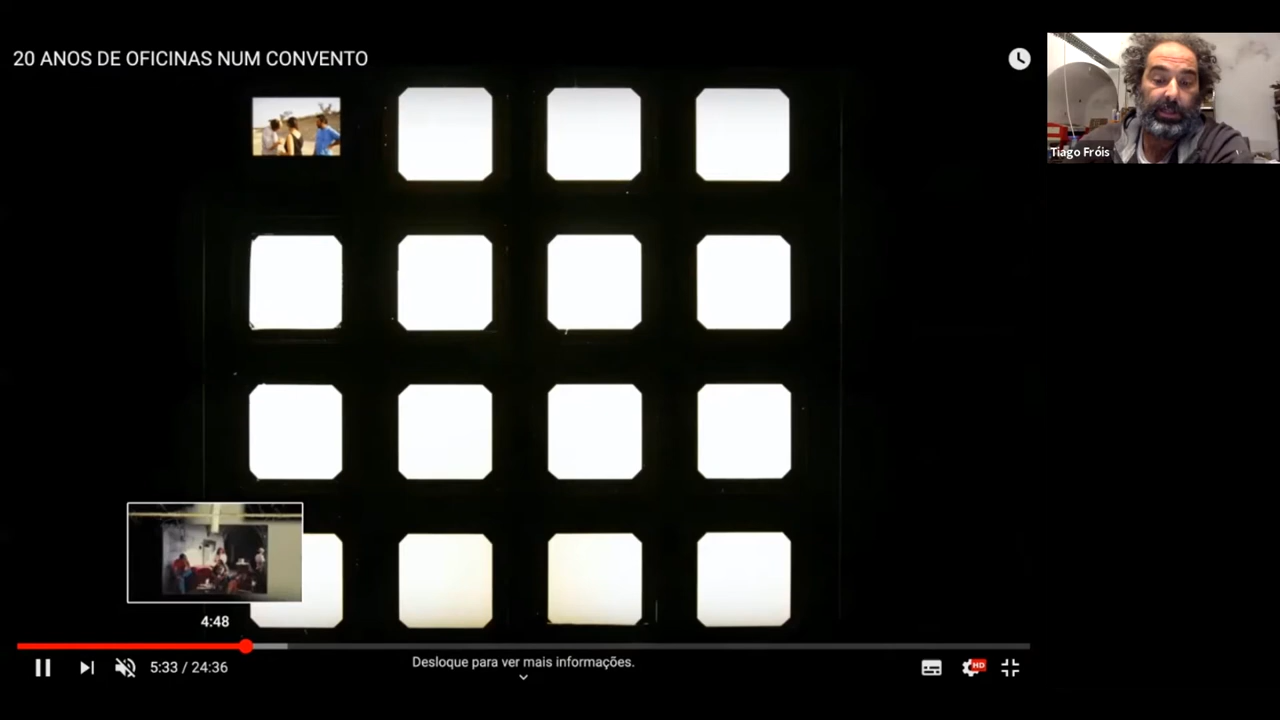 20 ANOS DE OFICINAS NUM CONVENTO
Tiago Fróis
4:48
5:33 / 24:36
Desloque para ver mais informações.
HD